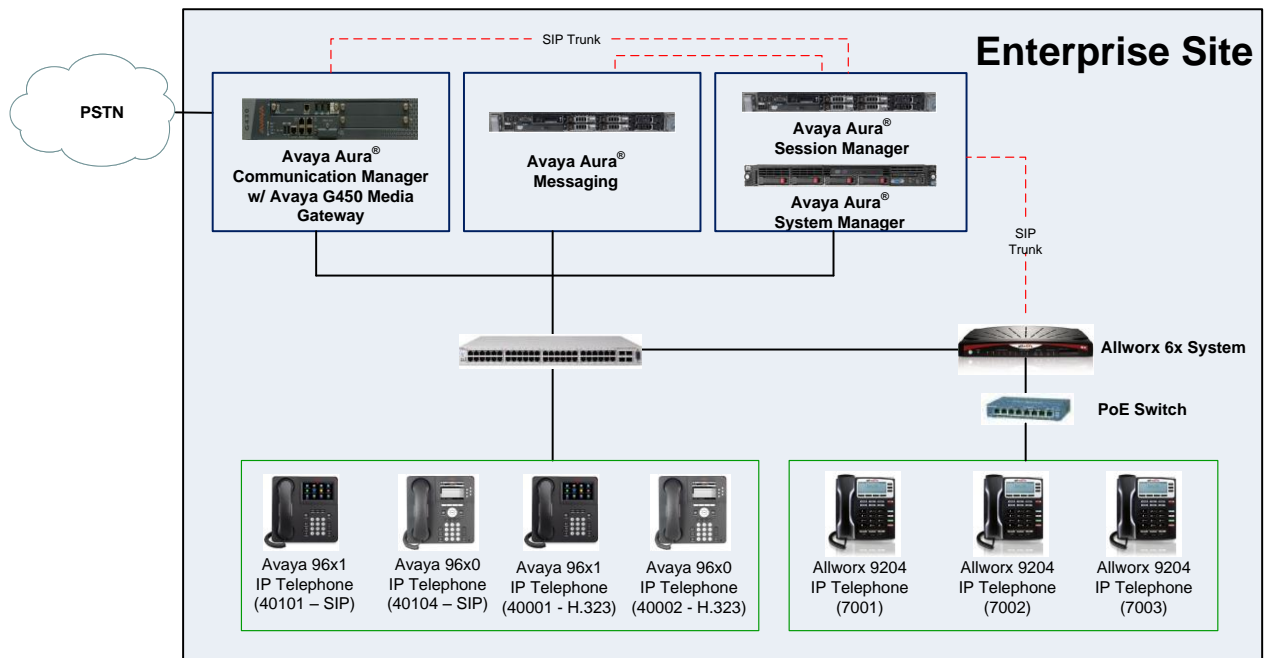 Enterprise Site
SIP Trunk
PSTN
Avaya Aura®
Communication Manager
w/ Avaya G450 Media
Gateway
Avaya Aura®
Messaging
Avaya Aura®
Session Manager
Avaya Aura®
System Manager
SIP
Trunk
Allworx 6x System
PoE Switch
Avaya 96x1
IP Telephone
(40101 – SIP)
Avaya 96x0
IP Telephone
(40104 – SIP)
Avaya 96x1
IP Telephone
(40001 - H.323)
Avaya 96x0
IP Telephone
(40002 - H.323)
Allworx 9204
IP Telephone
(7001)
Allworx 9204
IP Telephone
(7002)
Allworx 9204
IP Telephone
(7003)